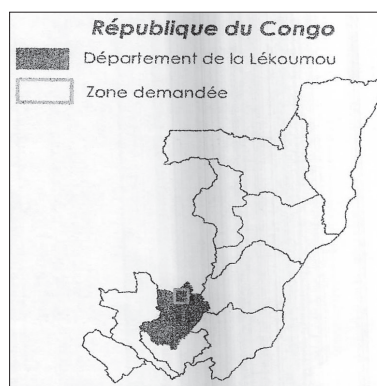 République du Congo
Département de la Lékoumou
Zone demandée